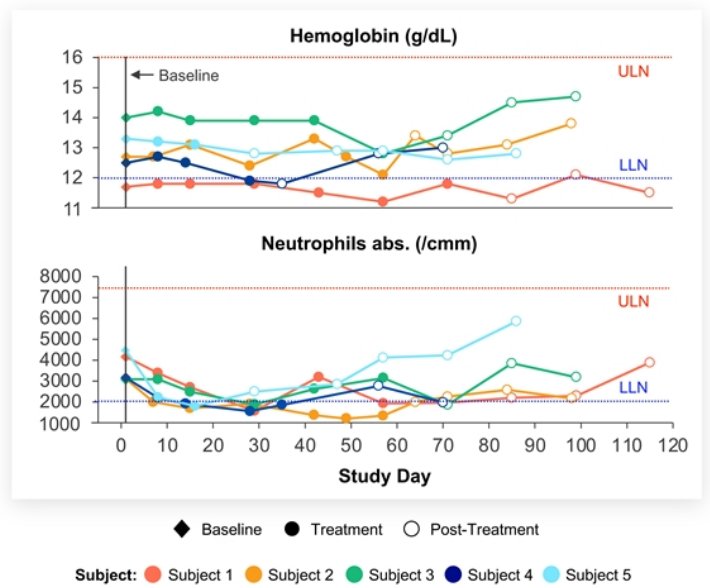 Hemoglobin (g/dL)
16
15
14
13
12
11
Baseline
ULN
LLN
Neutrophils abs. (/cmm)
8000
7000
6000
5000
4000
3000
2000
1000
ULN
LLN
0 10 20 30 40 50 60 70 80 90 100 110 120
Study Day
Baseline Treatment Post-Treatment
Subject: Subject 1 Subject 2 Subject 3 Subject 4 Subject 5